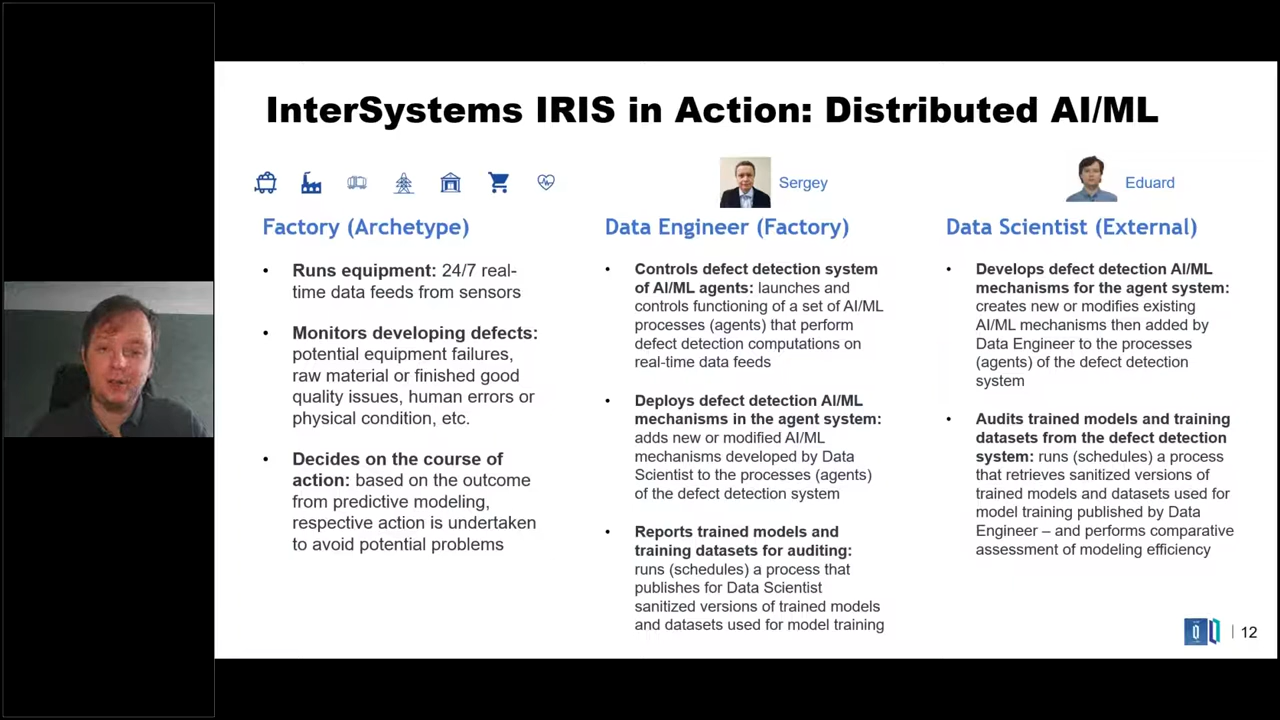 InterSystems IRIS in Action: Distributed AI/ML
Sergey
Eduard
Factory (Archetype)
• Runs equipment: 24/7 real-
time data feeds from sensors
• Monitors developing defects:
potential equipment failures,
raw material or finished good
quality issues, human errors or
physical condition, etc.
• Decides on the course of
action: based on the outcome
from predictive modeling,
respective action is undertaken
to avoid potential problems
Data Engineer (Factory)
• Controls defect detection system
of AI/ML agents: launches and
controls functioning of a set of AI/ML
processes (agents) that perform
defect detection computations on
real-time data feeds
• Deploys defect detection AI/ML
mechanisms in the agent system:
adds new or modified AI/ML
mechanisms developed by Data
Scientist to the processes (agents)
of the defect detection system
• Reports trained models and
training datasets for auditing:
runs (schedules) a process that
publishes for Data Scientist
sanitized versions of trained models
and datasets used for model training
Data Scientist (External)
• Develops defect detection AI/ML
mechanisms for the agent system:
creates new or modifies existing
AI/ML mechanisms then added by
Data Engineer to the processes
(agents) of the defect detection
system
• Audits trained models and training
datasets from the defect detection
system: runs (schedules) a process
that retrieves sanitized versions of
trained models and datasets used for
model training published by Data
Engineer – and performs comparative
assessment of modeling efficiency
12